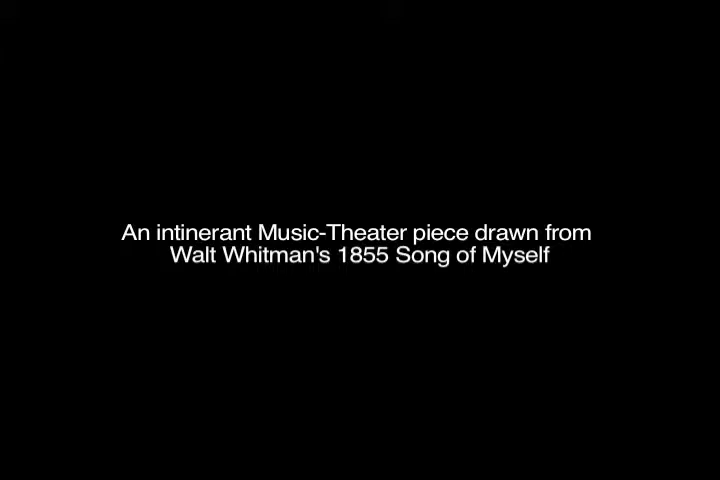 An intinerant Music-Theater piece drawn from
Walt Whitman's 1855 Song of Myself